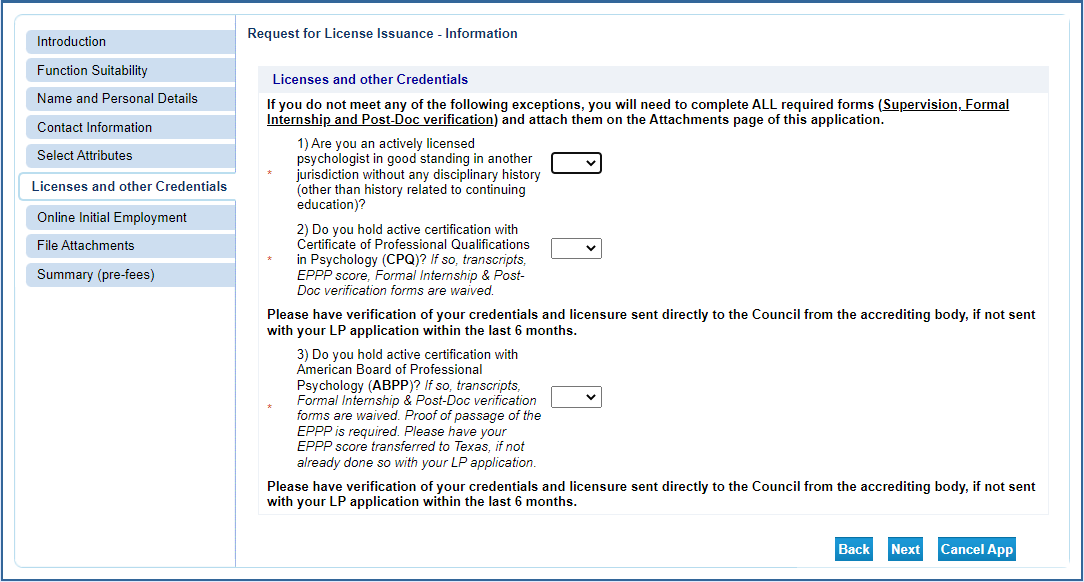 Introduction
Function Suitability
Name and Personal Details
Contact Information
Select Attributes
Licenses and other Credentials
Online Initial Employment
File Attachments
Summary (pre-fees)
Request for License Issuance - Information
Licenses and other Credentials
If you do not meet any of the following exceptions, you will need to complete ALL required forms (Supervision, Formal
Internship and Post-Doc verification) and attach them on the Attachments page of this application.
1) Are you an actively licensed
psychologist in good standing in another
* jurisdiction without any disciplinary history
(other than history related to continuing
education)?
2) Do you hold active certification with
Certificate of Professional Qualifications
* in Psychology (CPQ)? If so, transcripts,
EPPP score, Formal Internship & Post-
Doc verification forms are waived.
Please have verification of your credentials and licensure sent directly to the Council from the accrediting body, if not sent
with your LP application within the last 6 months.
3) Do you hold active certification with
American Board of Professional
Psychology (ABPP)? If so, transcripts,
* Formal Internship & Post-Doc verification
forms are waived. Proof of passage of the
EPPP is required. Please have your
EPPP score transferred to Texas, if not
already done so with your LP application.
Please have verification of your credentials and licensure sent directly to the Council from the accrediting body, if not sent
with your LP application within the last 6 months.
Back Next Cancel App